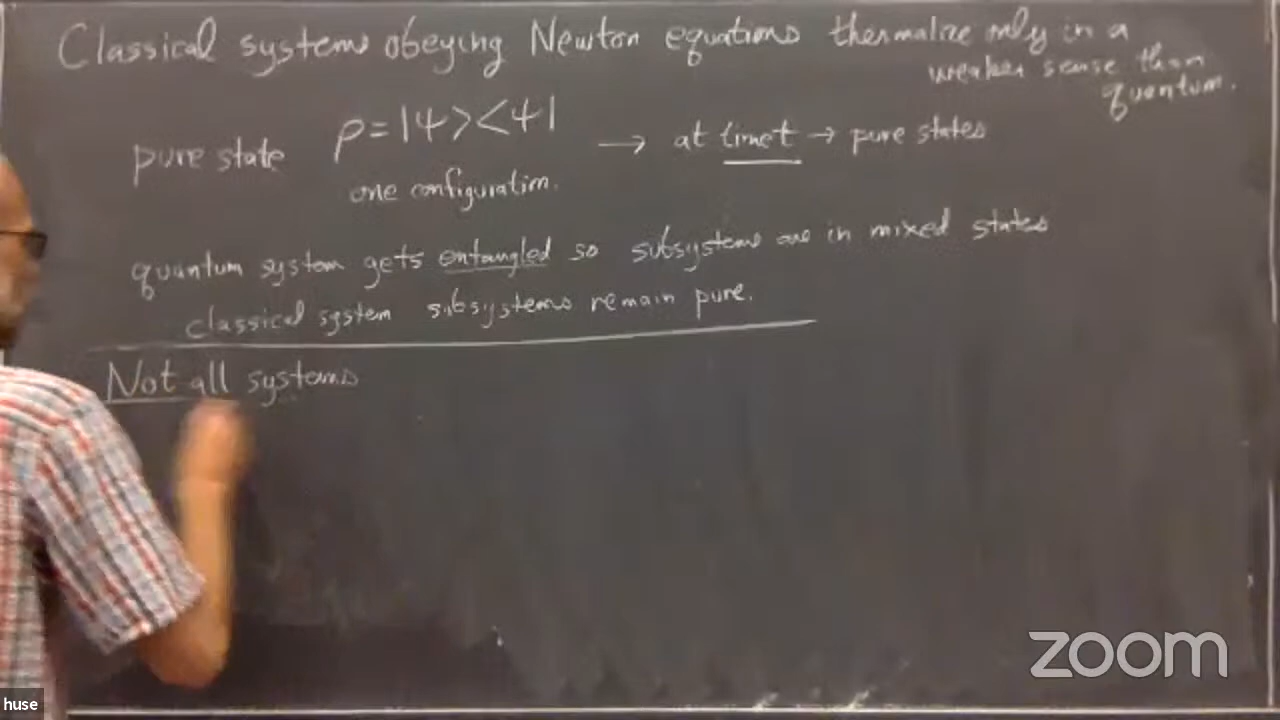 Classical systems obeying Newton equations thermalize only in a
weaker sense than
quantum.
pure state ρ=|ψ><ψ| → at time t → pure states
one configuration.
quantum system gets entangled so subsystems are in mixed states
classical system subsystems remain pure.
Not all systems
zoom
huse